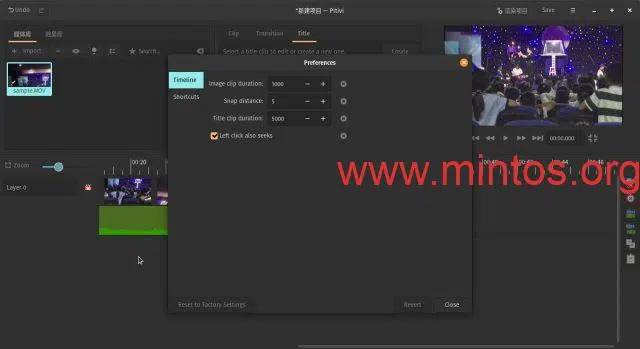 Undo
*新建项目 — Pitivi
渲染项目 Save
媒体库 效果库
Clip Transition Title
+ Import
Search...
Select a title clip to edit or create a new one.
Create
sample.MOV
Preferences
Timeline
Shortcuts
Image clip duration: 1000 − +
Snap distance: 5 − +
Title clip duration: 5000 − +
Left click also seeks
00:00.000
Zoom
00:20
Layer 0
www.mintos.org
Reset to Factory Settings
Revert
Close